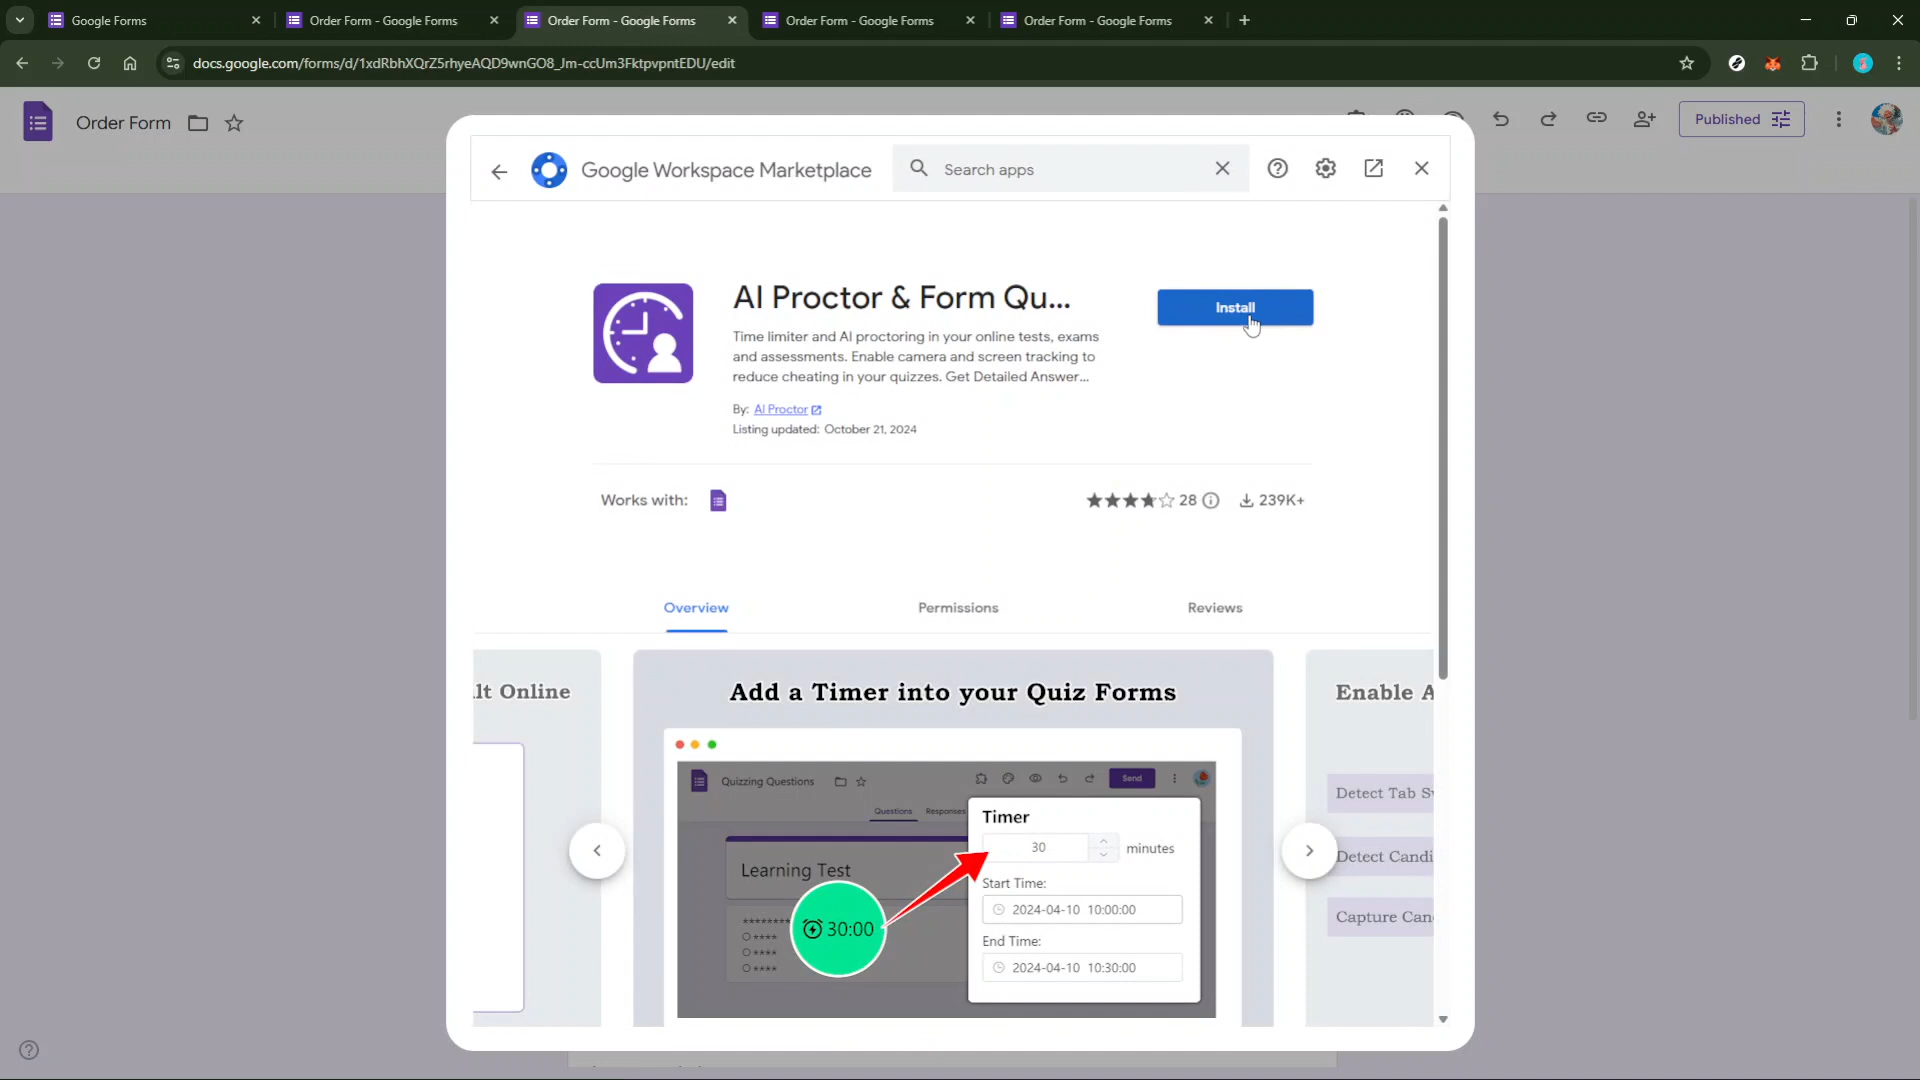 Google Forms
Order Form - Google Forms
Order Form - Google Forms
Order Form - Google Forms
Order Form - Google Forms
docs.google.com/forms/d/1xdRbhXQrZ5rhyeAQD9wnGO8_Jm-ccUm3FktpvpntEDU/edit
Order Form
Published
Google Workspace Marketplace
Search apps
AI Proctor & Form Qu...
Install
Time limiter and AI proctoring in your online tests, exams
and assessments. Enable camera and screen tracking to
reduce cheating in your quizzes. Get Detailed Answer...
By: AI Proctor
Listing updated: October 21, 2024
Works with:
28
239K+
Overview
Permissions
Reviews
lt Online
Add a Timer into your Quiz Forms
Enable A
Quizzing Questions
Send
Questions
Responses
Timer
30
minutes
Learning Test
Start Time:
2024-04-10 10:00:00
End Time:
2024-04-10 10:30:00
********
****
****
****
30:00
Detect Tab Sw
Detect Candi
Capture Can